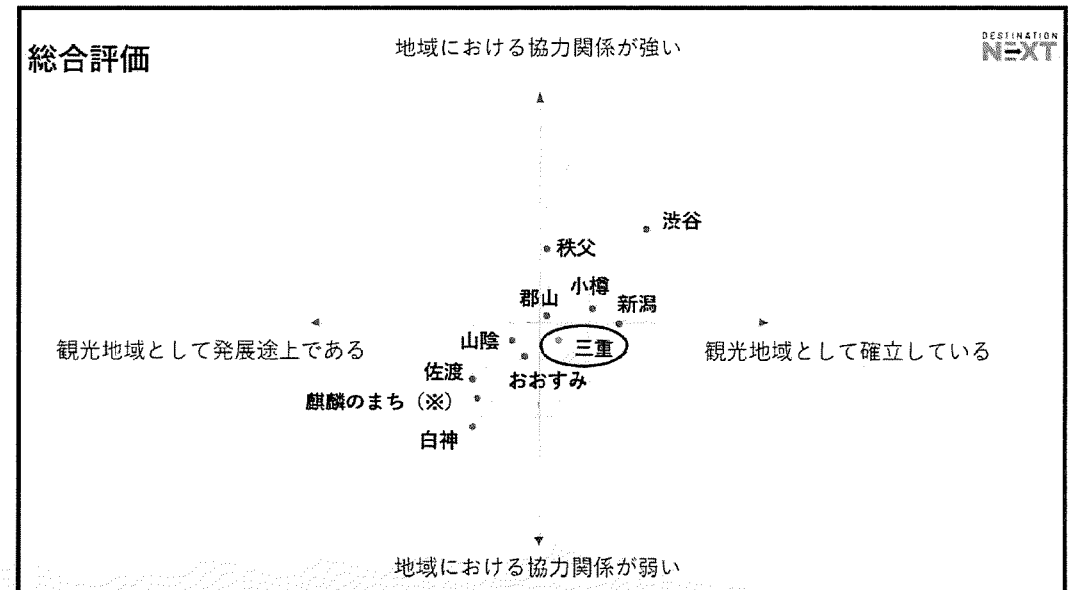 総合評価
地域における協力関係が強い
DESTINATION
NEXT
渋谷
秩父
小樽
郡山
新潟
山陰
三重
観光地域として発展途上である
観光地域として確立している
佐渡
おおすみ
麒麟のまち（※）
白神
地域における協力関係が弱い